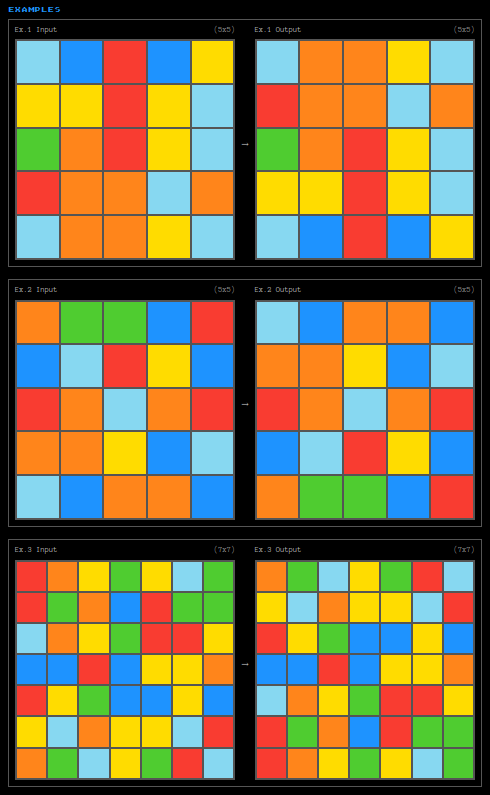 EXAMPLES
Ex.1 Input (5x5) Ex.1 Output (5x5)
→
Ex.2 Input (5x5) Ex.2 Output (5x5)
→
Ex.3 Input (7x7) Ex.3 Output (7x7)
→